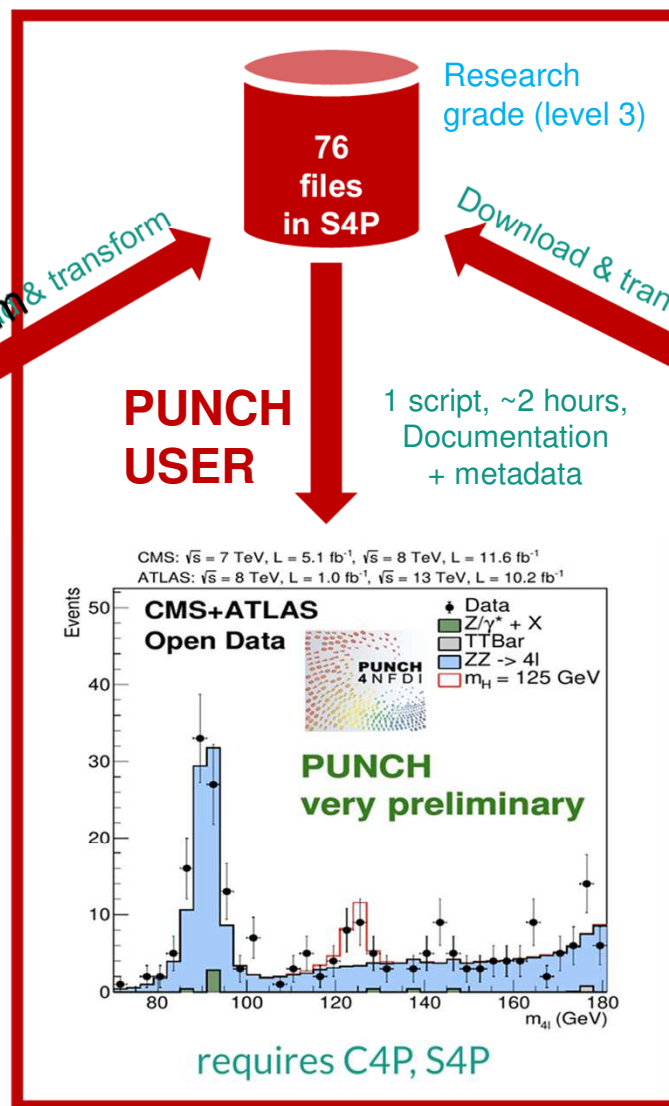 Research
grade (level 3)
76
files
in S4P
& transform
Download & tran
PUNCH
USER
1 script, ~2 hours,
Documentation
+ metadata
CMS: √s = 7 TeV, L = 5.1 fb⁻¹, √s = 8 TeV, L = 11.6 fb⁻¹
ATLAS: √s = 8 TeV, L = 1.0 fb⁻¹, √s = 13 TeV, L = 10.2 fb⁻¹
Events
50
40
30
20
10
0
CMS+ATLAS
Open Data
PUNCH
4NFDI
Data
Z/γ* + X
TTBar
ZZ -> 4l
m_H = 125 GeV
PUNCH
very preliminary
80 100 120 140 160 180
m_4l (GeV)
requires C4P, S4P